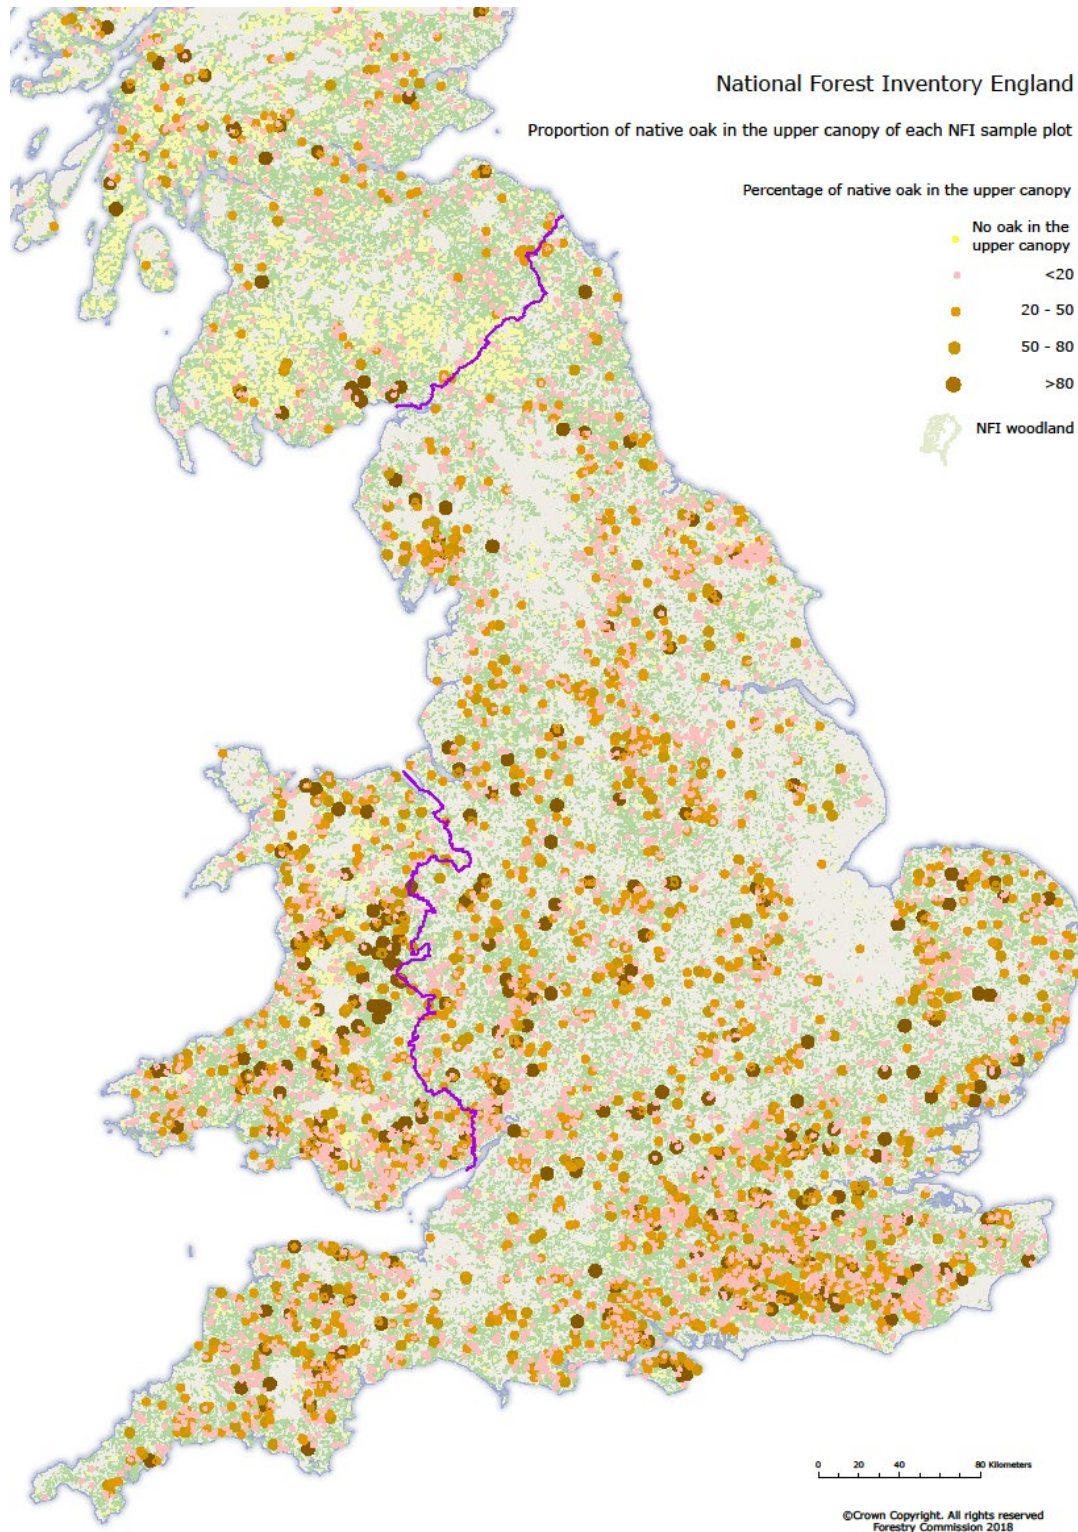 National Forest Inventory England
Proportion of native oak in the upper canopy of each NFI sample plot
Percentage of native oak in the upper canopy
No oak in the
upper canopy
<20
20 - 50
50 - 80
>80
NFI woodland
0 20 40 80 Kilometers
©Crown Copyright. All rights reserved
Forestry Commission 2018